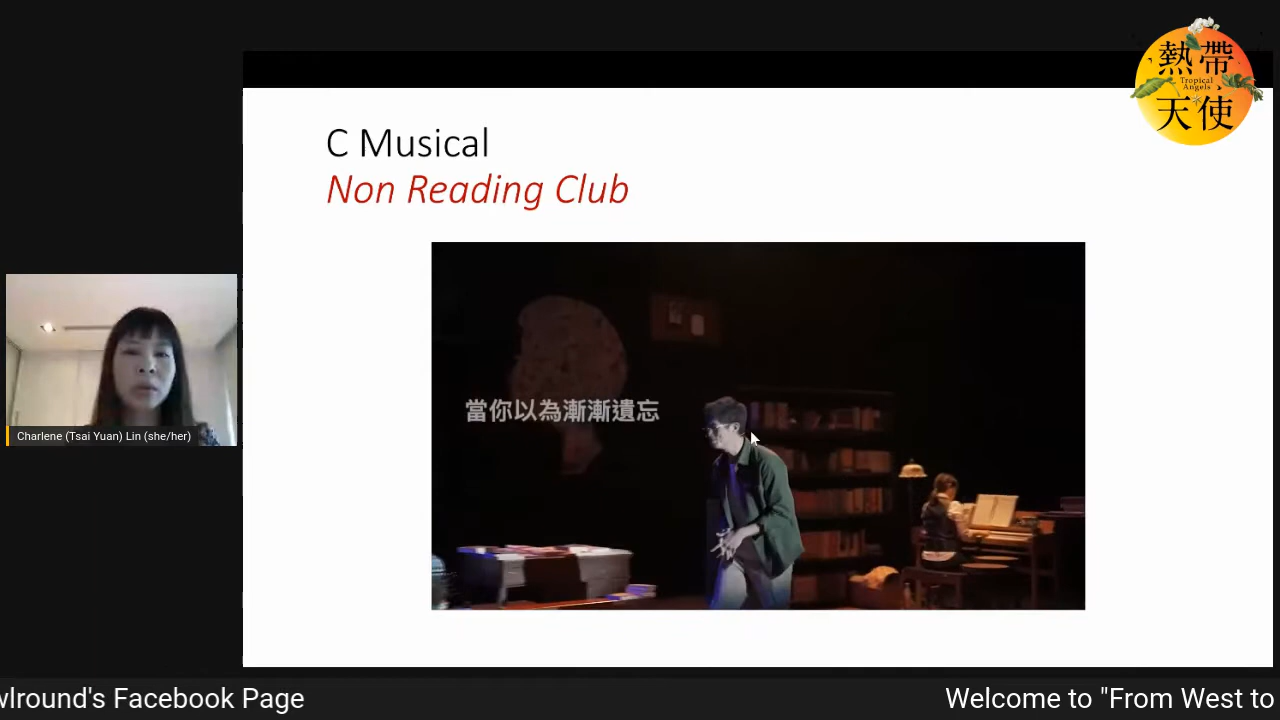 熱帶
Tropical
Angels
天使
C Musical
Non Reading Club
當你以為漸漸遺忘
Charlene (Tsai Yuan) Lin (she/her)
wlround's Facebook Page
Welcome to "From West to